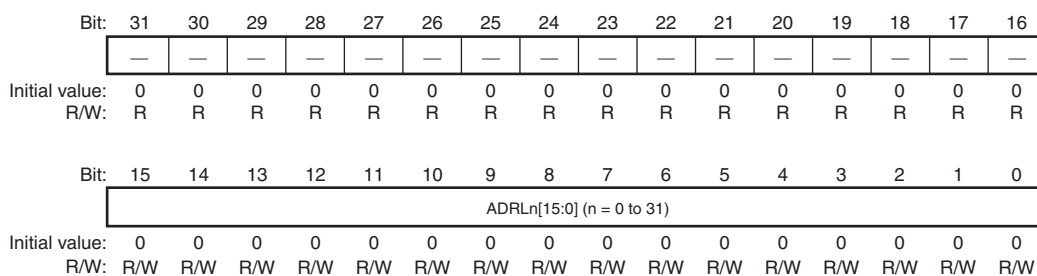 Bit: 31 30 29 28 27 26 25 24 23 22 21 20 19 18 17 16
— — — — — — — — — — — — — — — —
Initial value: 0 0 0 0 0 0 0 0 0 0 0 0 0 0 0 0
R/W: R R R R R R R R R R R R R R R R
Bit: 15 14 13 12 11 10 9 8 7 6 5 4 3 2 1 0
ADRLn[15:0] (n = 0 to 31)
Initial value: 0 0 0 0 0 0 0 0 0 0 0 0 0 0 0 0
R/W: R/W R/W R/W R/W R/W R/W R/W R/W R/W R/W R/W R/W R/W R/W R/W R/W